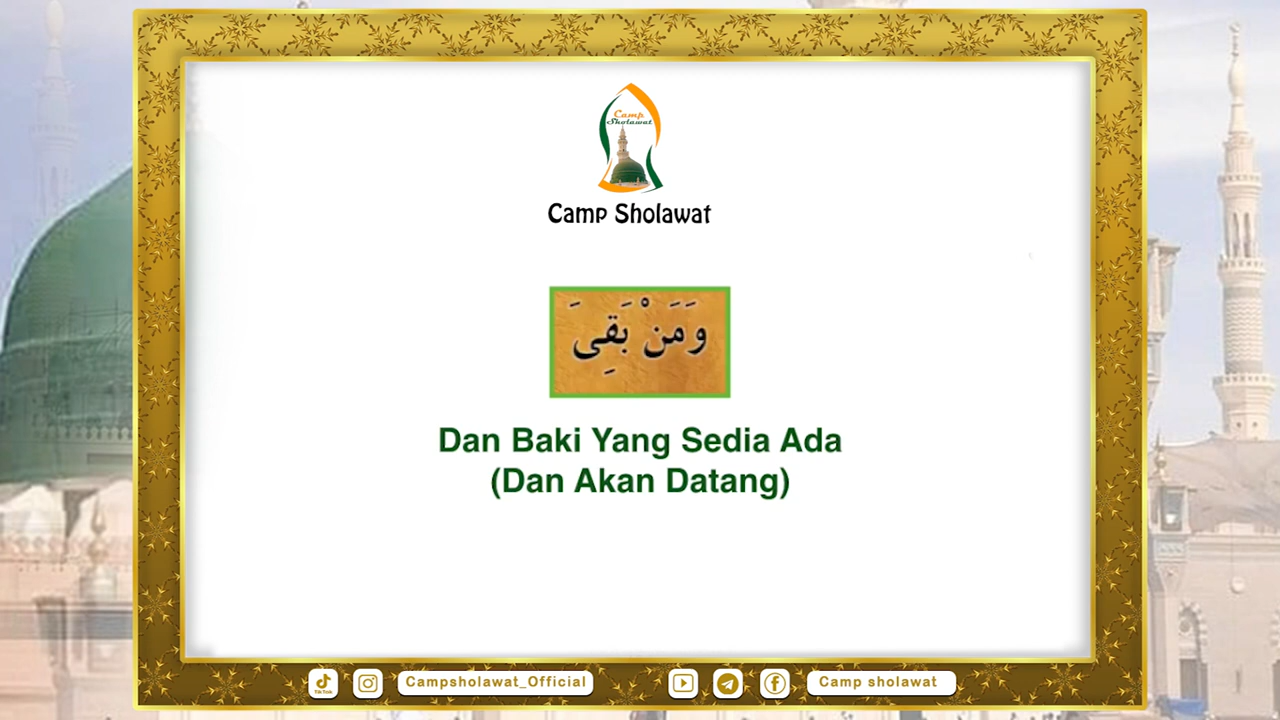 Camp
Sholawat
Camp Sholawat
وَمَنْ بَقِىَ
Dan Baki Yang Sedia Ada
(Dan Akan Datang)
TikTok
Campsholawat_Official
Camp sholawat